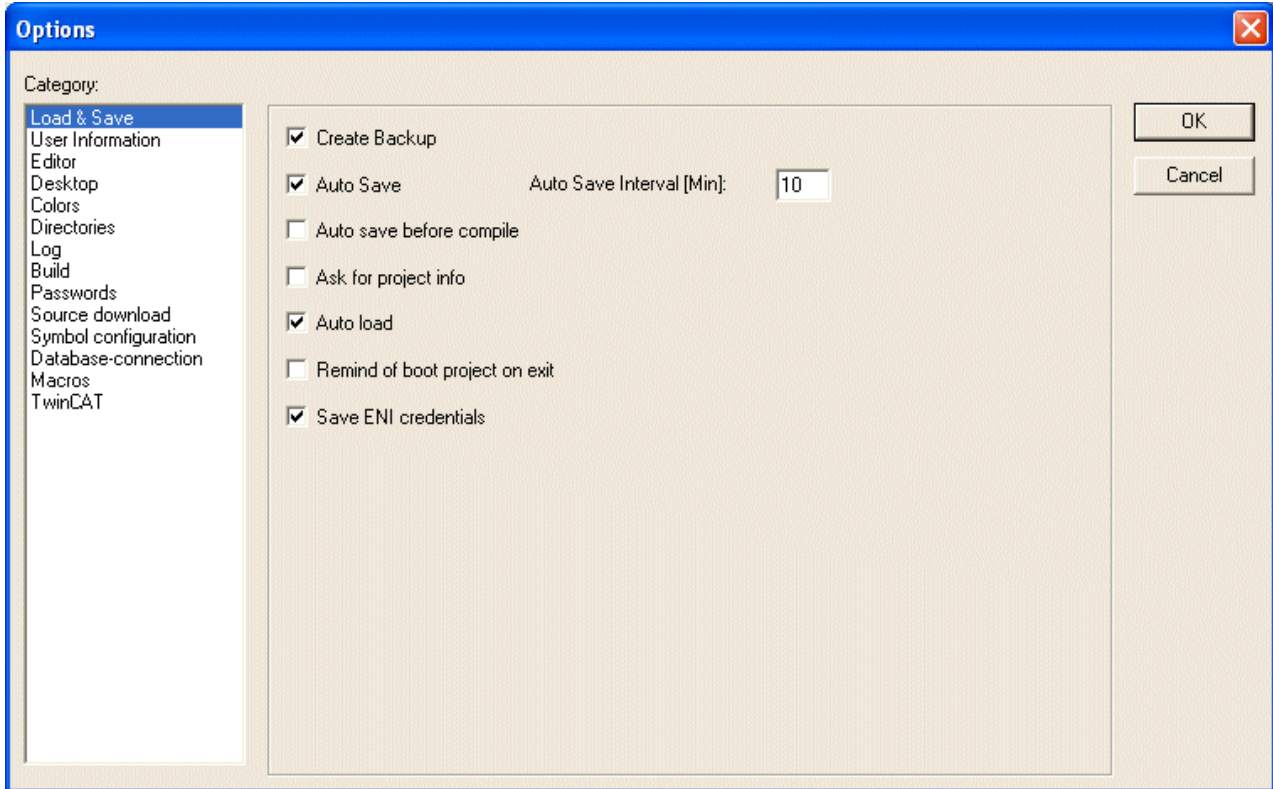 Options
Category:
Load & Save
User Information
Editor
Desktop
Colors
Directories
Log
Build
Passwords
Source download
Symbol configuration
Database-connection
Macros
TwinCAT
Create Backup
Auto Save Auto Save Interval [Min]: 10
Auto save before compile
Ask for project info
Auto load
Remind of boot project on exit
Save ENI credentials
OK
Cancel